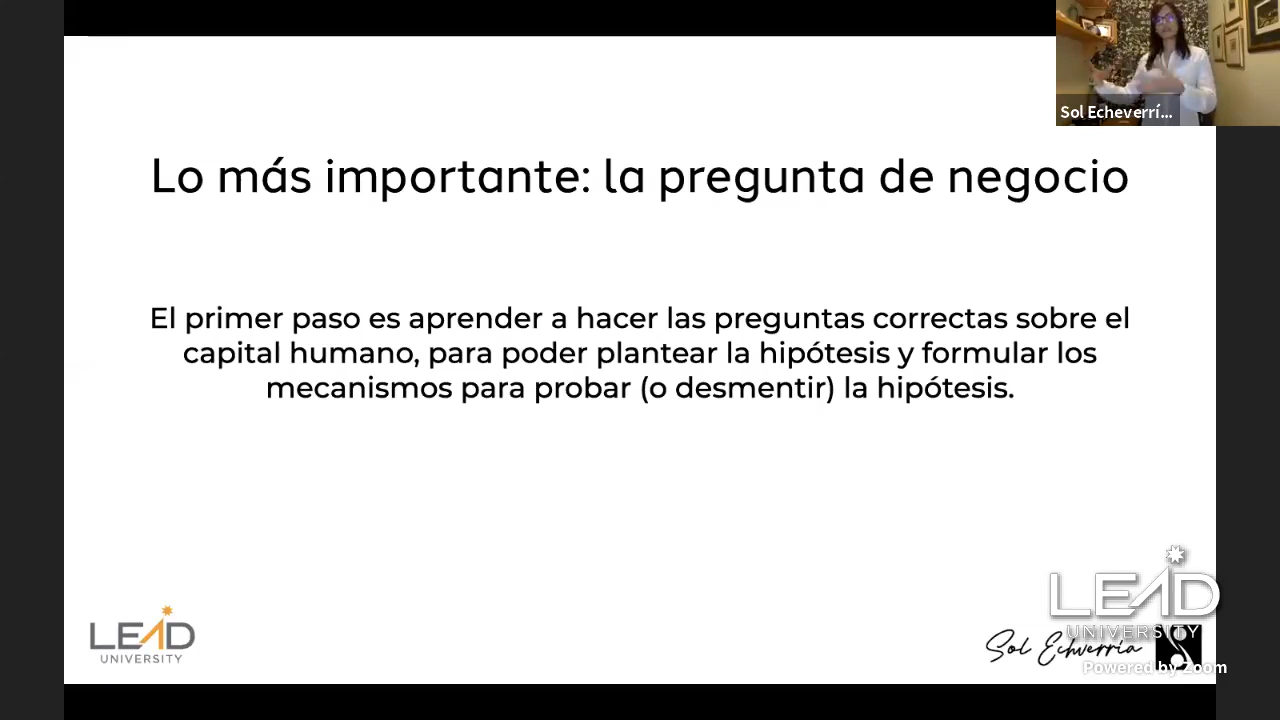 Sol Echeverrí...
Lo más importante: la pregunta de negocio
El primer paso es aprender a hacer las preguntas correctas sobre el
capital humano, para poder plantear la hipótesis y formular los
mecanismos para probar (o desmentir) la hipótesis.
LEAD
UNIVERSITY
Sol Echverría
LEAD
UNIVERSITY
Powered by Zoom